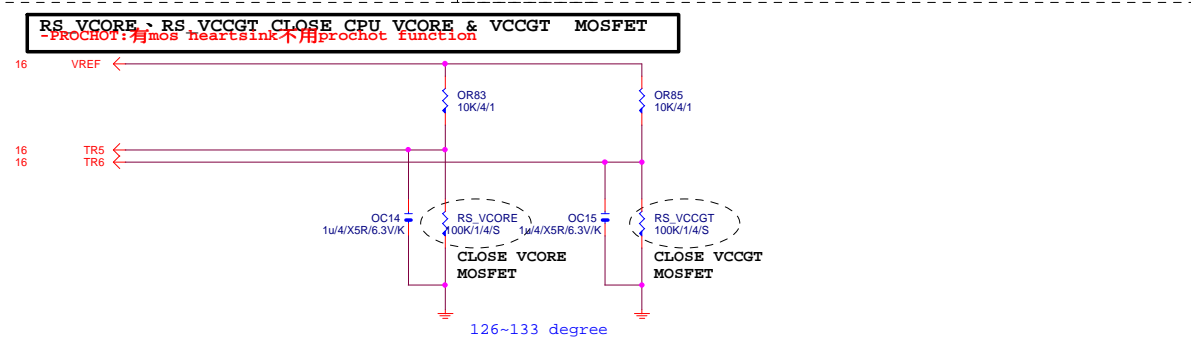 RS_VCORE、RS_VCCGT CLOSE CPU VCORE & VCCGT MOSFET
-PROCHOT:有mos heartsink不用prochot function
16 VREF
OR83
10K/4/1
OR85
10K/4/1
16 TR5
16 TR6
OC14
1u/4/X5R/6.3V/K
RS_VCORE
100K/1/4/S
OC15
1u/4/X5R/6.3V/K
RS_VCCGT
100K/1/4/S
CLOSE VCORE
MOSFET
CLOSE VCCGT
MOSFET
126~133 degree